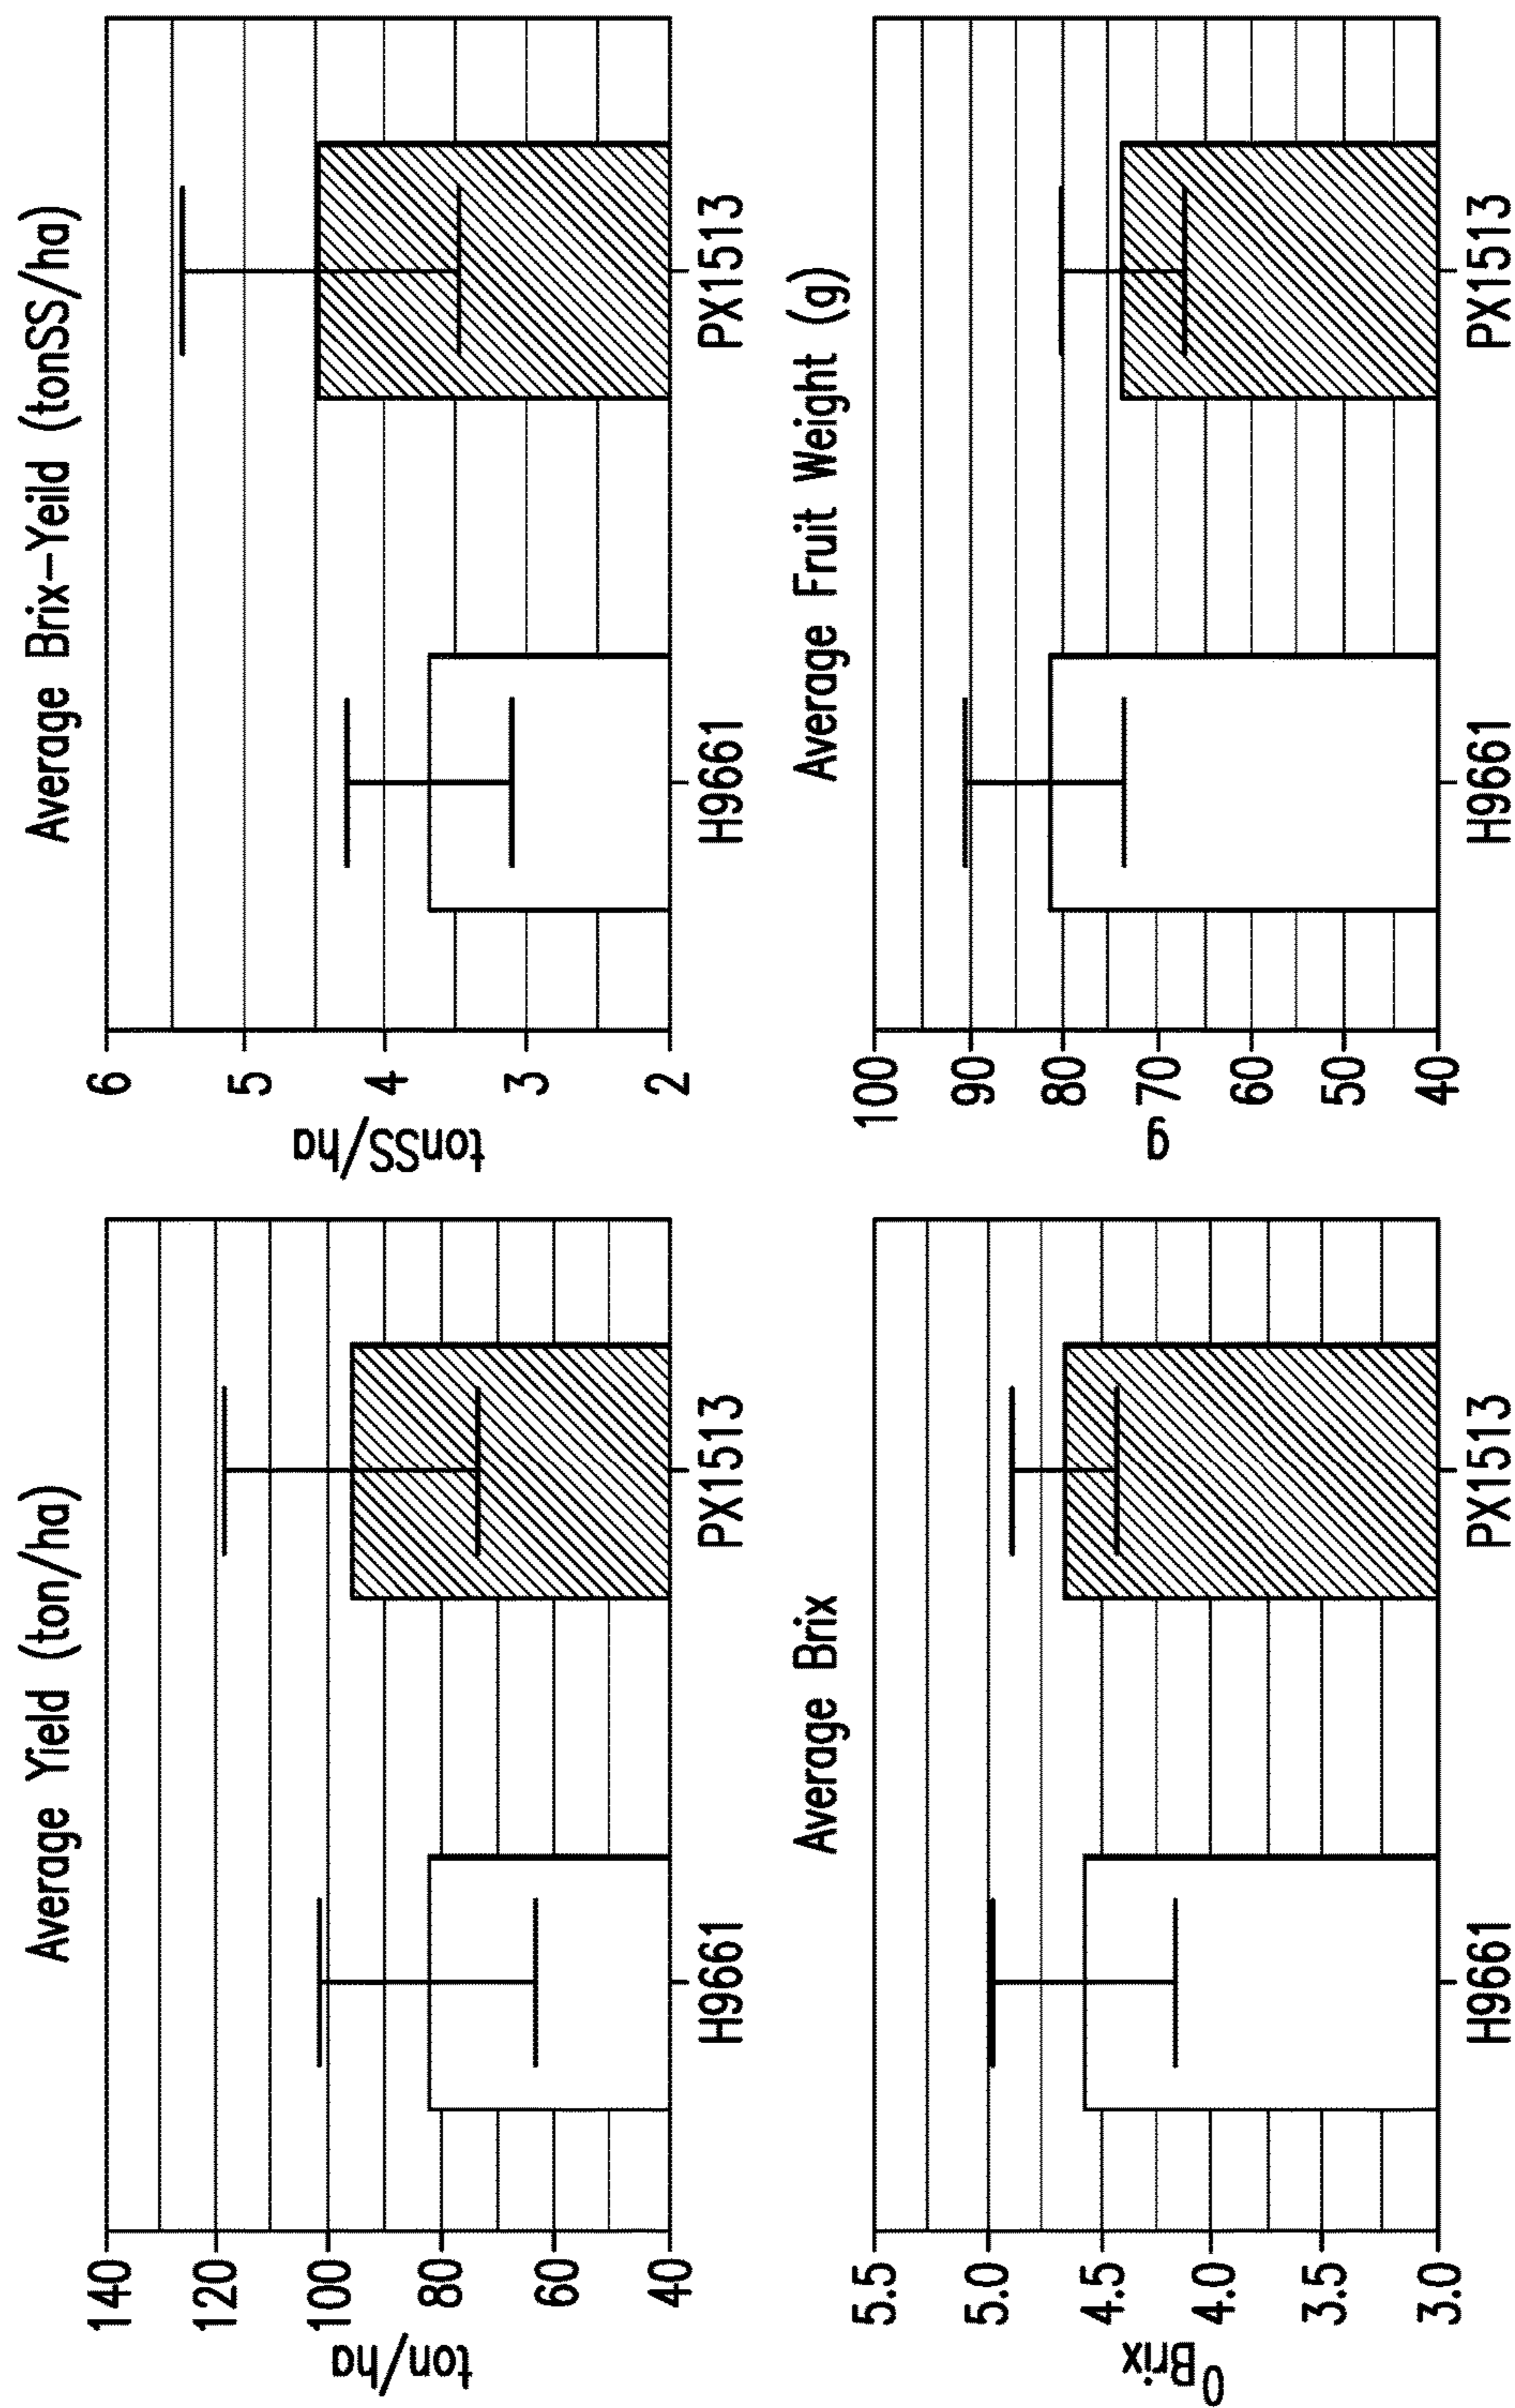 Average Yield (ton/ha)
140
120
100
80
60
40
ton/ha
H9661
PX1513
Average Brix-Yeild (tonSS/ha)
6
5
4
3
2
tonSS/ha
H9661
PX1513
Average Brix
5.5
5.0
4.5
4.0
3.5
3.0
0Brix
H9661
PX1513
Average Fruit Weight (g)
100
90
80
70
60
50
40
g
H9661
PX1513